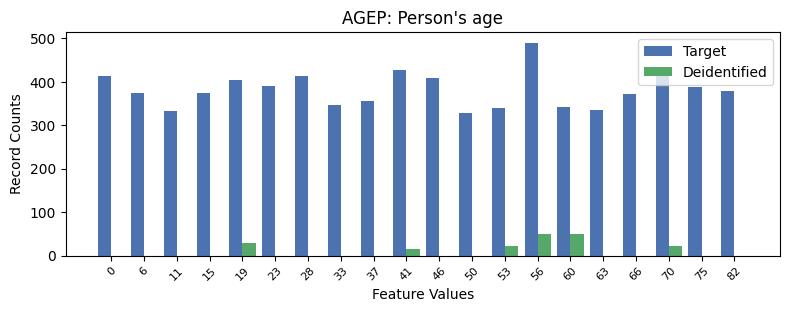 AGEP: Person's age
Record Counts
500
400
300
200
100
0
Target
Deidentified
0 6 11 15 19 23 28 33 37 41 46 50 53 56 60 63 66 70 75 82
Feature Values